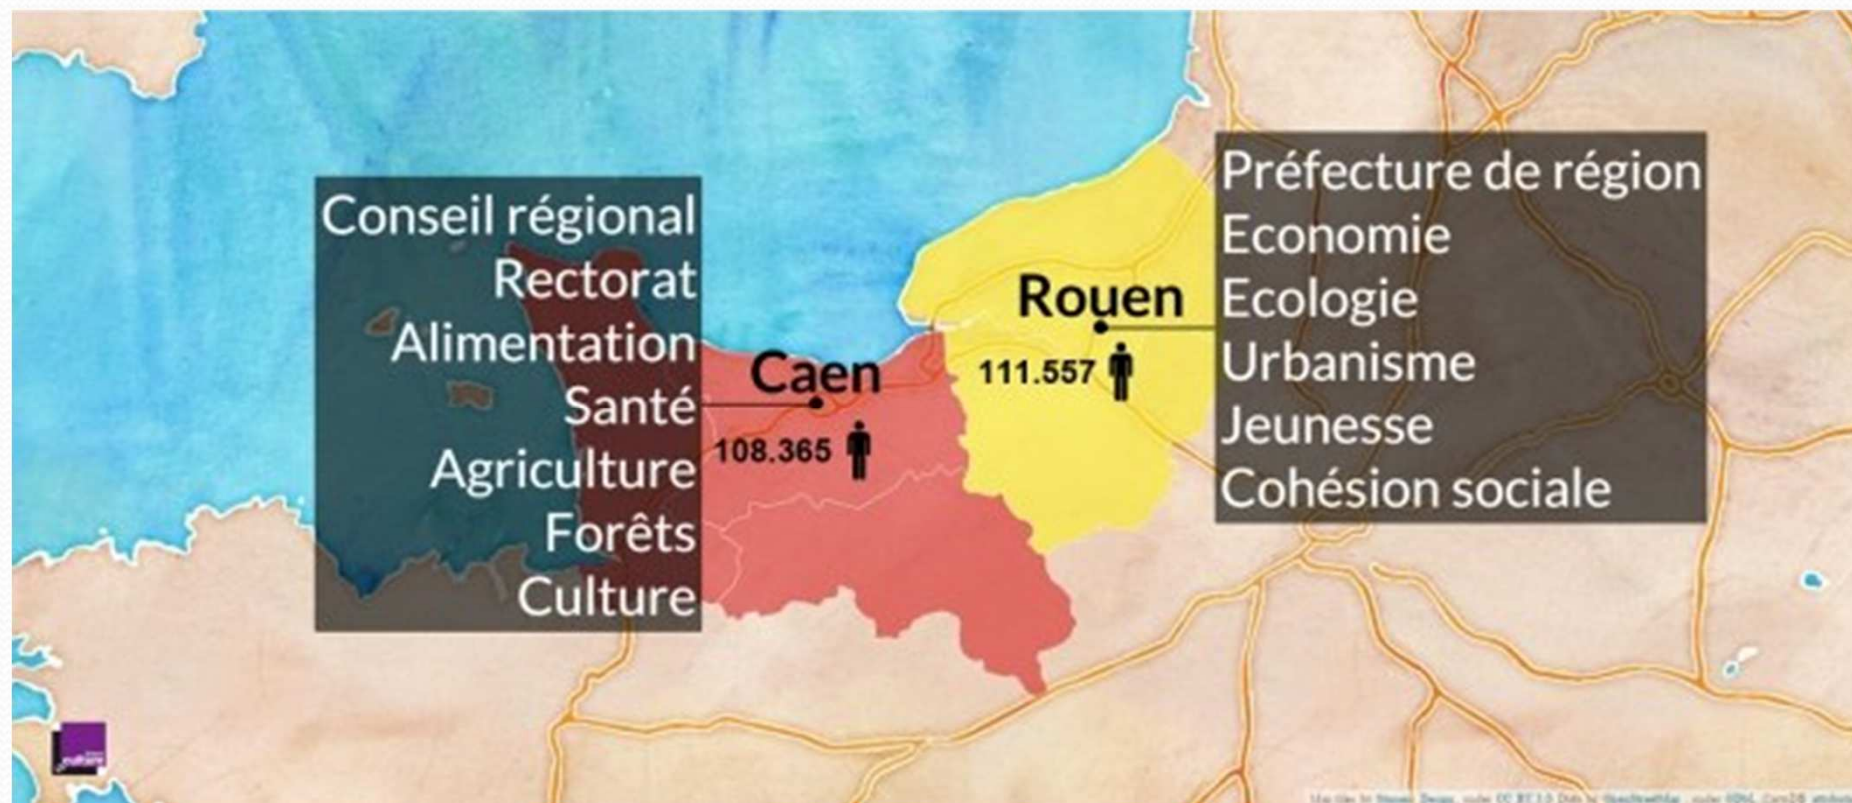 Conseil régional
Rectorat
Alimentation
Santé
Agriculture
Forêts
Culture
Caen
108.365
Rouen
111.557
Préfecture de région
Economie
Ecologie
Urbanisme
Jeunesse
Cohésion sociale
culture